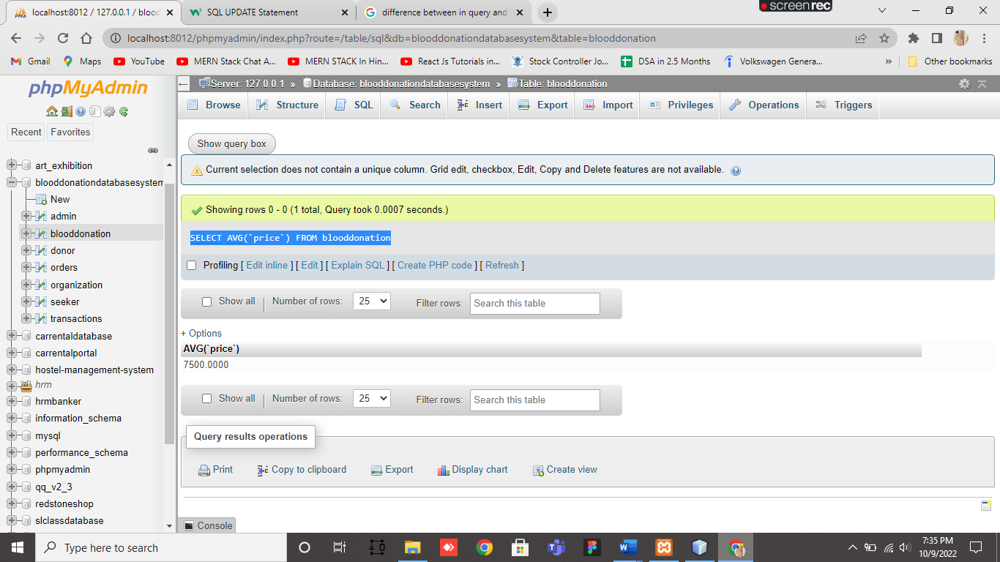 localhost:8012 / 127.0.0.1 / blood
SQL UPDATE Statement
difference between in query and
screenrec
localhost:8012/phpmyadmin/index.php?route=/table/sql&db=blooddonationdatabasesystem&table=blooddonation
Gmail
Maps
YouTube
MERN Stack Chat A...
MERN STACK In Hin...
React Js Tutorials in...
Stock Controller Jo...
DSA in 2.5 Months
Volkswagen Genera...
»
Other bookmarks
phpMyAdmin
Recent
Favorites
art_exhibition
blooddonationdatabasesystem
New
admin
blooddonation
donor
orders
organization
seeker
transactions
carrentaldatabase
carrentalportal
hostel-management-system
hrm
hrmbanker
information_schema
mysql
performance_schema
phpmyadmin
qq_v2_3
redstoneshop
slclassdatabase
Server: 127.0.0.1 » Database: blooddonationdatabasesystem » Table: blooddonation
Browse
Structure
SQL
Search
Insert
Export
Import
Privileges
Operations
Triggers
Show query box
Current selection does not contain a unique column. Grid edit, checkbox, Edit, Copy and Delete features are not available.
Showing rows 0 - 0 (1 total, Query took 0.0007 seconds.)
SELECT AVG(`price`) FROM blooddonation
Profiling [ Edit inline ] [ Edit ] [ Explain SQL ] [ Create PHP code ] [ Refresh ]
Show all | Number of rows: 25 Filter rows: Search this table
+ Options
AVG(`price`)
7500.0000
Show all | Number of rows: 25 Filter rows: Search this table
Query results operations
Print
Copy to clipboard
Export
Display chart
Create view
Console
Type here to search
7:35 PM
10/9/2022